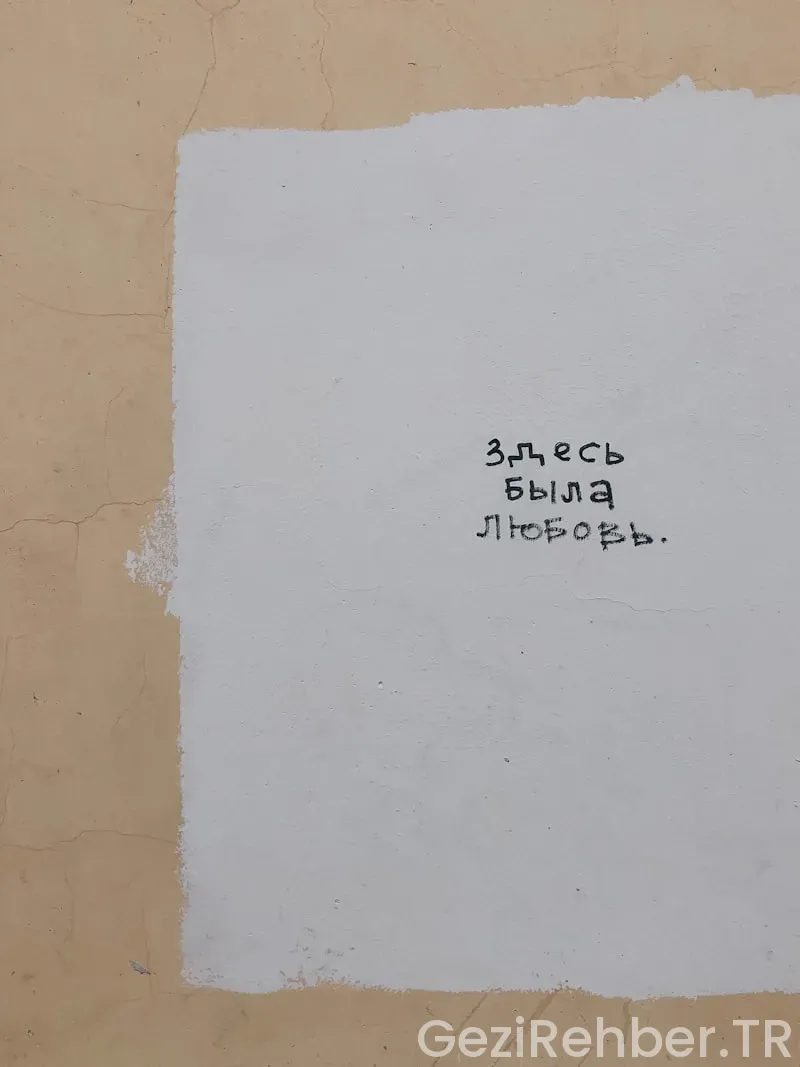 здесь
была
любовь.
GeziRehber.TR